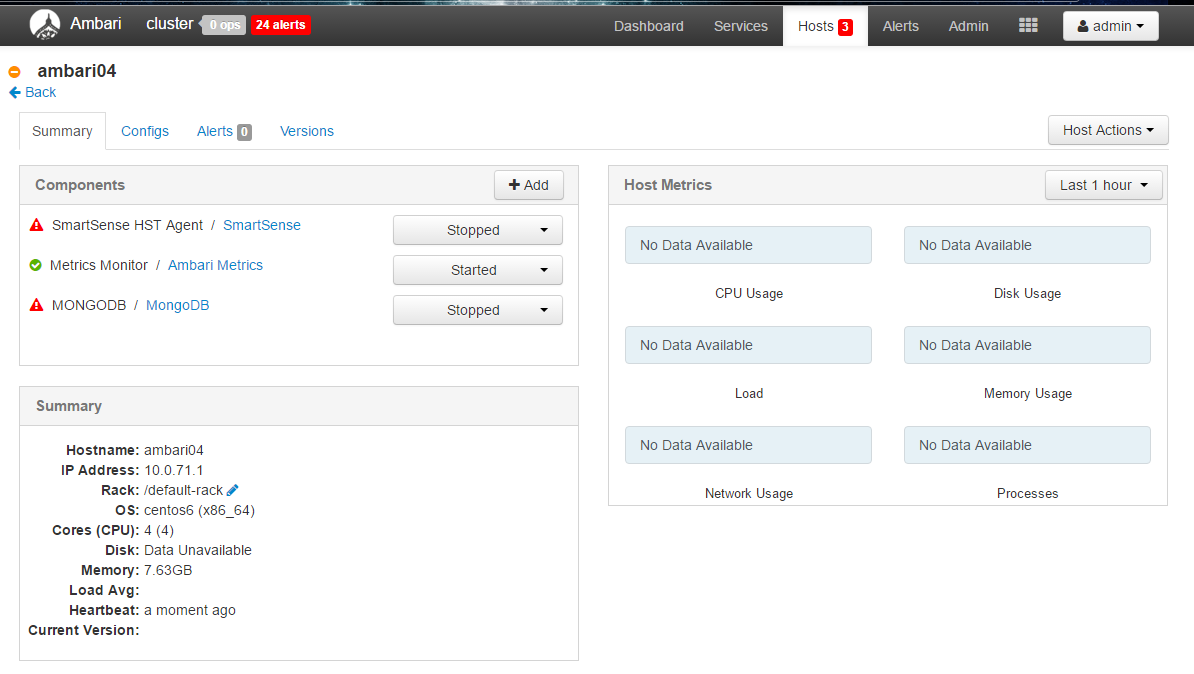 Ambari cluster 0 ops 24 alerts Dashboard Services Hosts 3 Alerts Admin admin
ambari04
Back
Summary Configs Alerts 0 Versions Host Actions
Components Add
SmartSense HST Agent / SmartSense Stopped
Metrics Monitor / Ambari Metrics Started
MONGODB / MongoDB Stopped
Summary
Hostname: ambari04
IP Address: 10.0.71.1
Rack: /default-rack
OS: centos6 (x86_64)
Cores (CPU): 4 (4)
Disk: Data Unavailable
Memory: 7.63GB
Load Avg:
Heartbeat: a moment ago
Current Version:
Host Metrics Last 1 hour
No Data Available No Data Available
CPU Usage Disk Usage
No Data Available No Data Available
Load Memory Usage
No Data Available No Data Available
Network Usage Processes